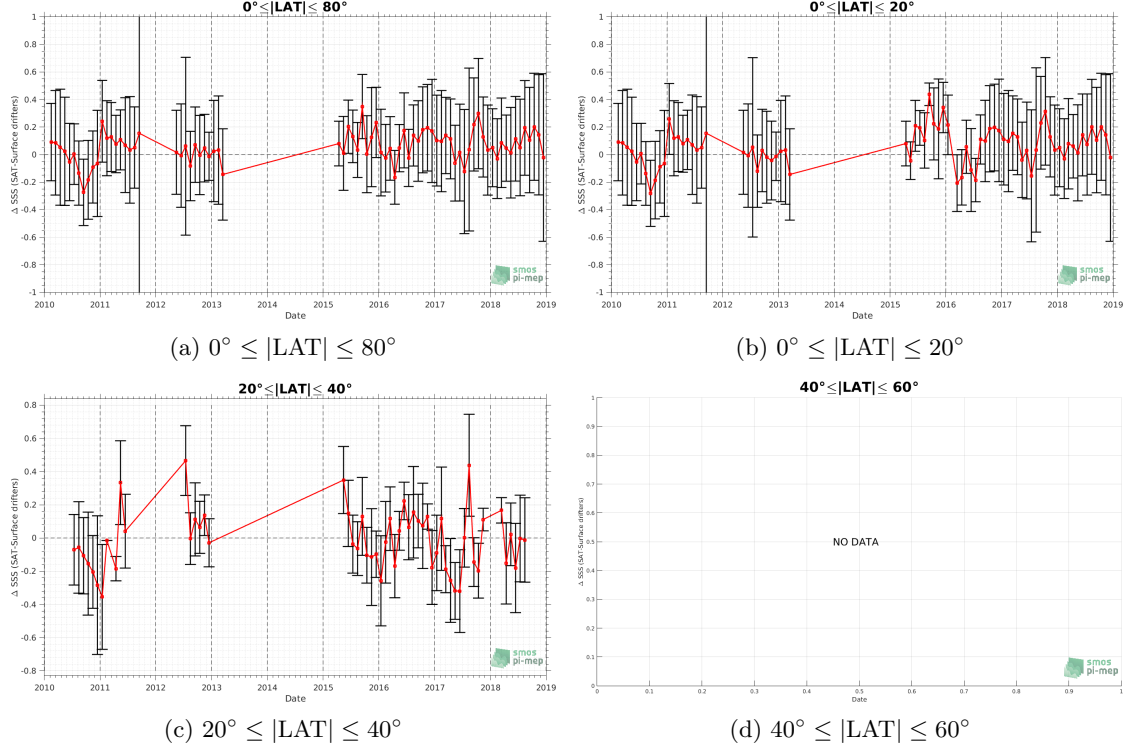 0°≤|LAT|≤ 80°
Δ SSS (SAT-Surface drifters)
1
0.8
0.6
0.4
0.2
0
-0.2
-0.4
-0.6
-0.8
-1
2010 2011 2012 2013 2014 2015 2016 2017 2018 2019
Date
smos
pi-mep
(a) 0° ≤ |LAT| ≤ 80°
0°≤|LAT|≤ 20°
Δ SSS (SAT-Surface drifters)
1
0.8
0.6
0.4
0.2
0
-0.2
-0.4
-0.6
-0.8
-1
2010 2011 2012 2013 2014 2015 2016 2017 2018 2019
Date
smos
pi-mep
(b) 0° ≤ |LAT| ≤ 20°
20°≤|LAT|≤ 40°
Δ SSS (SAT-Surface drifters)
0.8
0.6
0.4
0.2
0
-0.2
-0.4
-0.6
-0.8
2010 2011 2012 2013 2014 2015 2016 2017 2018 2019
Date
smos
pi-mep
(c) 20° ≤ |LAT| ≤ 40°
40°≤|LAT|≤ 60°
Δ SSS (SAT-Surface drifters)
1
0.9
0.8
0.7
0.6
0.5
0.4
0.3
0.2
0.1
0
NO DATA
0 0.1 0.2 0.3 0.4 0.5 0.6 0.7 0.8 0.9 1
Date
smos
pi-mep
(d) 40° ≤ |LAT| ≤ 60°